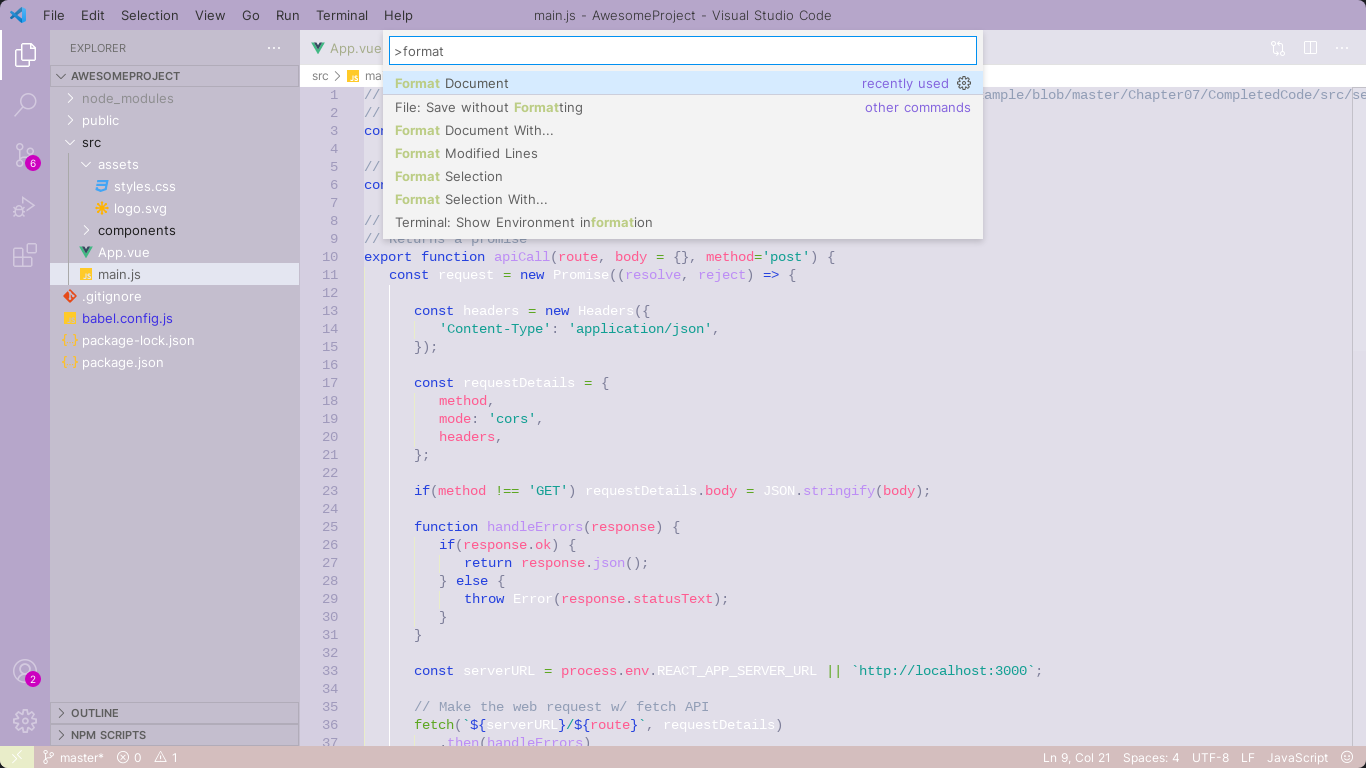 File Edit Selection View Go Run Terminal Help
main.js - AwesomeProject - Visual Studio Code
EXPLORER
AWESOMEPROJECT
node_modules
public
src
assets
styles.css
logo.svg
components
App.vue
main.js
.gitignore
babel.config.js
package-lock.json
package.json
OUTLINE
NPM SCRIPTS
6
2
App.vue
>format
src
Format Document recently used
File: Save without Formatting other commands
Format Document With...
Format Modified Lines
Format Selection
Format Selection With...
Terminal: Show Environment information
1 // ample/blob/master/Chapter07/CompletedCode/src/se
2 //
3
4
5 //
6
7
8 //
9 // Returns a promise
10 export function apiCall(route, body = {}, method='post') {
11 const request = new Promise((resolve, reject) => {
12
13 const headers = new Headers({
14 'Content-Type': 'application/json',
15 });
16
17 const requestDetails = {
18 method,
19 mode: 'cors',
20 headers,
21 };
22
23 if(method !== 'GET') requestDetails.body = JSON.stringify(body);
24
25 function handleErrors(response) {
26 if(response.ok) {
27 return response.json();
28 } else {
29 throw Error(response.statusText);
30 }
31 }
32
33 const serverURL = process.env.REACT_APP_SERVER_URL || `http://localhost:3000`;
34
35 // Make the web request w/ fetch API
36 fetch(`${serverURL}/${route}`, requestDetails)
37 .then(handleErrors)
master* 0 1 Ln 9, Col 21 Spaces: 4 UTF-8 LF JavaScript